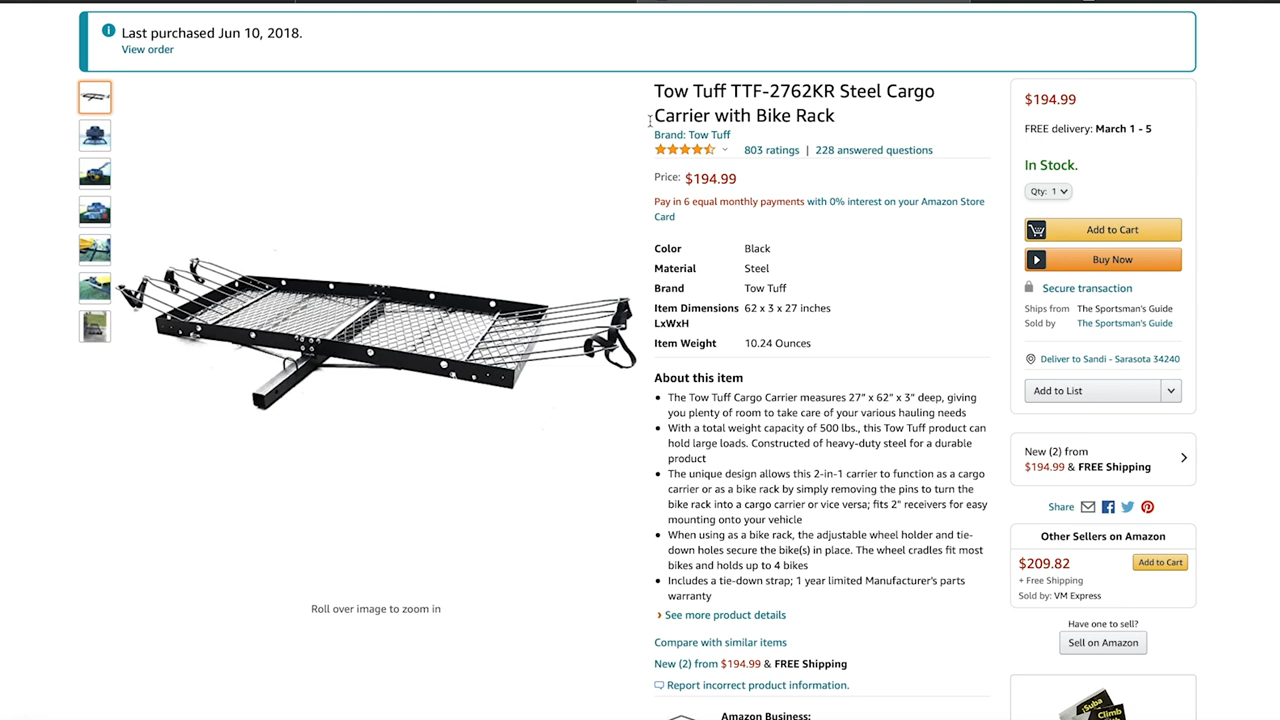 Last purchased Jun 10, 2018.
View order
Tow Tuff TTF-2762KR Steel Cargo
Carrier with Bike Rack
Brand: Tow Tuff
803 ratings | 228 answered questions
Price: $194.99
Pay in 6 equal monthly payments with 0% interest on your Amazon Store
Card
Color Black
Material Steel
Brand Tow Tuff
Item Dimensions 62 x 3 x 27 inches
LxWxH
Item Weight 10.24 Ounces
About this item
• The Tow Tuff Cargo Carrier measures 27" x 62" x 3" deep, giving
you plenty of room to take care of your various hauling needs
• With a total weight capacity of 500 lbs., this Tow Tuff product can
hold large loads. Constructed of heavy-duty steel for a durable
product
• The unique design allows this 2-in-1 carrier to function as a cargo
carrier or as a bike rack by simply removing the pins to turn the
bike rack into a cargo carrier or vice versa; fits 2" receivers for easy
mounting onto your vehicle
• When using as a bike rack, the adjustable wheel holder and tie-
down holes secure the bike(s) in place. The wheel cradles fit most
bikes and holds up to 4 bikes
• Includes a tie-down strap; 1 year limited Manufacturer's parts
warranty
› See more product details
Compare with similar items
New (2) from $194.99 & FREE Shipping
Report incorrect product information.
Amazon Business:
Roll over image to zoom in
$194.99
FREE delivery: March 1 - 5
In Stock.
Qty: 1
Add to Cart
Buy Now
Secure transaction
Ships from The Sportsman's Guide
Sold by The Sportsman's Guide
Deliver to Sandi - Sarasota 34240
Add to List
New (2) from
$194.99 & FREE Shipping
Share
Other Sellers on Amazon
$209.82 Add to Cart
+ Free Shipping
Sold by: VM Express
Have one to sell?
Sell on Amazon
Suba
Climb